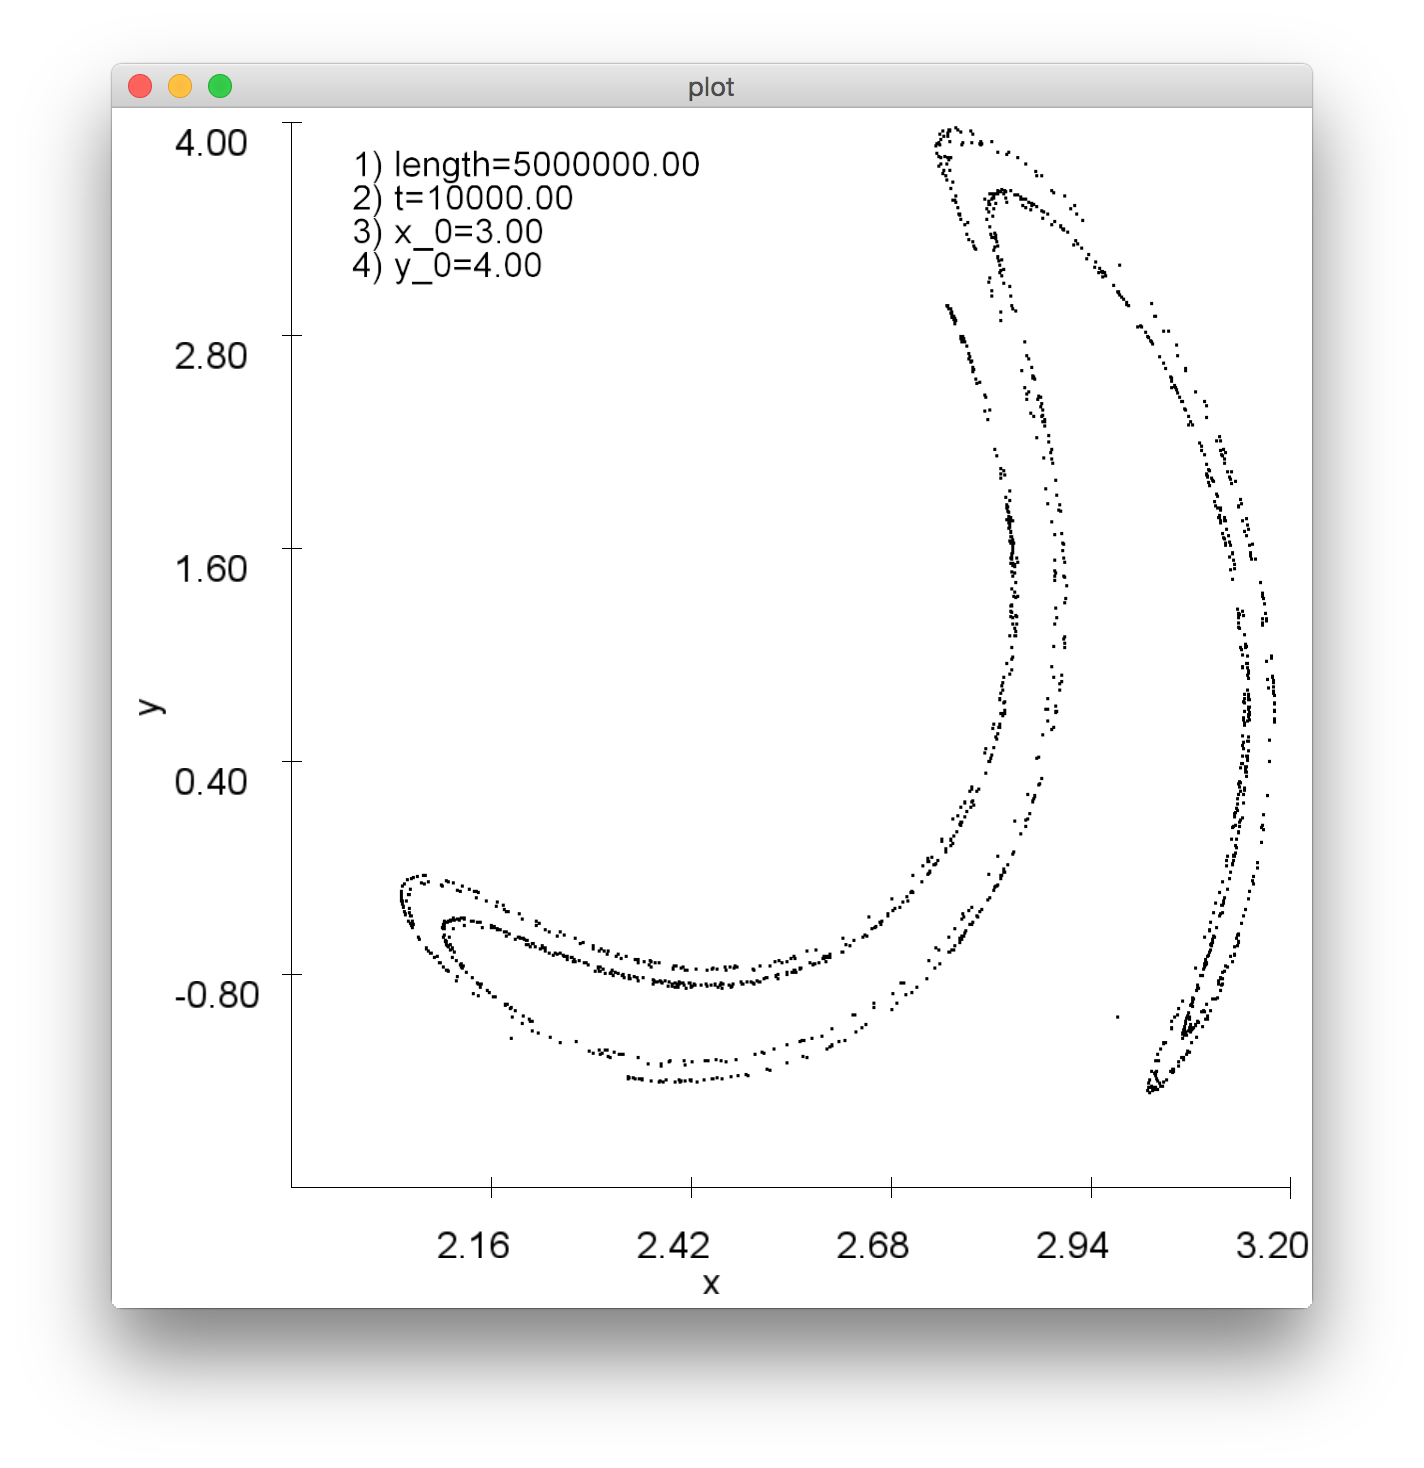 plot
4.00
1) length=5000000.00
2) t=10000.00
3) x_0=3.00
4) y_0=4.00
2.80
1.60
y
0.40
-0.80
2.16 2.42 2.68 2.94 3.20
x